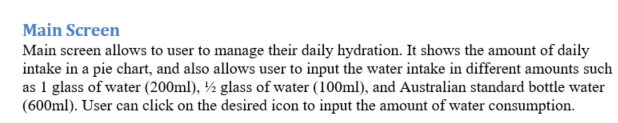 Main Screen
Main screen allows to user to manage their daily hydration. It shows the amount of daily
intake in a pie chart, and also allows user to input the water intake in different amounts such
as 1 glass of water (200ml), ½ glass of water (100ml), and Australian standard bottle water
(600ml). User can click on the desired icon to input the amount of water consumption.